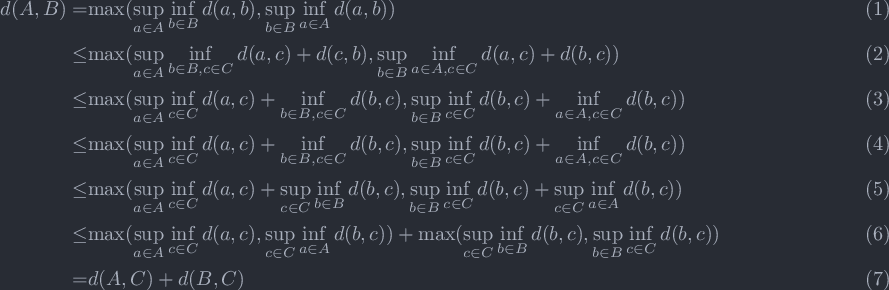 d(A, B) =max(sup_{a∈A} inf_{b∈B} d(a, b), sup_{b∈B} inf_{a∈A} d(a, b)) (1)
≤max(sup_{a∈A} inf_{b∈B,c∈C} d(a, c) + d(c, b), sup_{b∈B} inf_{a∈A,c∈C} d(a, c) + d(b, c)) (2)
≤max(sup_{a∈A} inf_{c∈C} d(a, c) + inf_{b∈B,c∈C} d(b, c), sup_{b∈B} inf_{c∈C} d(b, c) + inf_{a∈A,c∈C} d(b, c)) (3)
≤max(sup_{a∈A} inf_{c∈C} d(a, c) + inf_{b∈B,c∈C} d(b, c), sup_{b∈B} inf_{c∈C} d(b, c) + inf_{a∈A,c∈C} d(b, c)) (4)
≤max(sup_{a∈A} inf_{c∈C} d(a, c) + sup_{c∈C} inf_{b∈B} d(b, c), sup_{b∈B} inf_{c∈C} d(b, c) + sup_{c∈C} inf_{a∈A} d(b, c)) (5)
≤max(sup_{a∈A} inf_{c∈C} d(a, c), sup_{c∈C} inf_{a∈A} d(b, c)) + max(sup_{c∈C} inf_{b∈B} d(b, c), sup_{b∈B} inf_{c∈C} d(b, c)) (6)
=d(A, C) + d(B, C) (7)